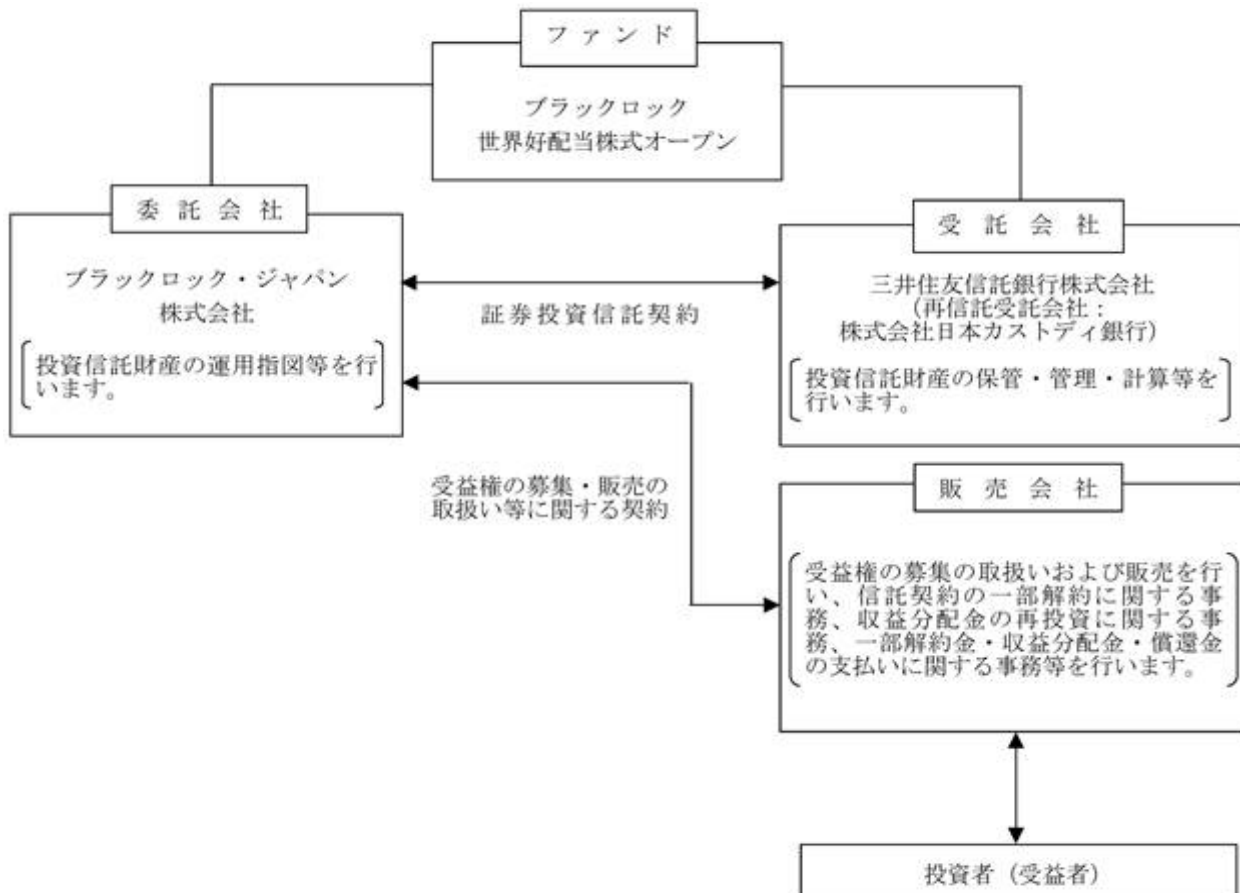 ファンド
ブラックロック
世界好配当株式オープン
委託会社
ブラックロック・ジャパン
株式会社
投資信託財産の運用指図等を行
います。
証券投資信託契約
受託会社
三井住友信託銀行株式会社
(再信託受託会社：
株式会社日本カストディ銀行)
投資信託財産の保管・管理・計算等を
行います。
受益権の募集・販売の
取扱い等に関する契約
販売会社
受益権の募集の取扱いおよび販売を行
い、信託契約の一部解約に関する事
務、収益分配金の再投資に関する事
務、一部解約金・収益分配金・償還金
の支払いに関する事務等を行います。
投資者（受益者）